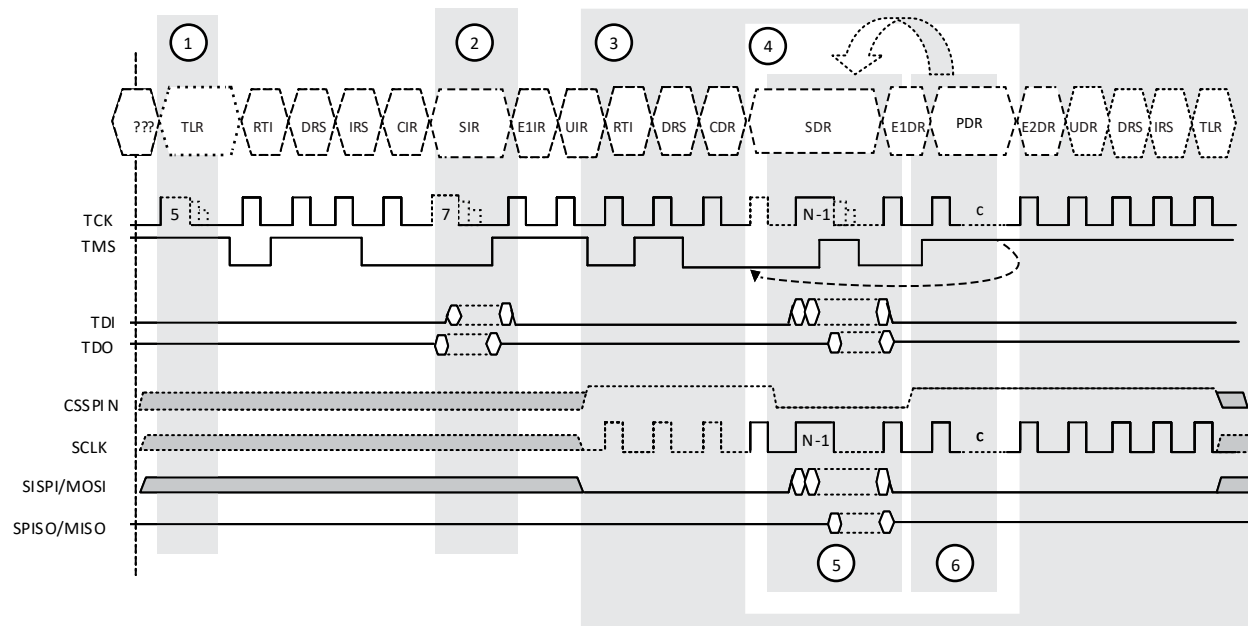 1 2 3 4
??? TLR RTI DRS IRS CIR SIR E1IR UIR RTI DRS CDR SDR E1DR PDR E2DR UDR DRS IRS TLR
TCK 5 7 N-1 c
TMS
TDI
TDO
CSSPIN
SCLK N-1 c
SISPI/MOSI
SPISO/MISO
5 6